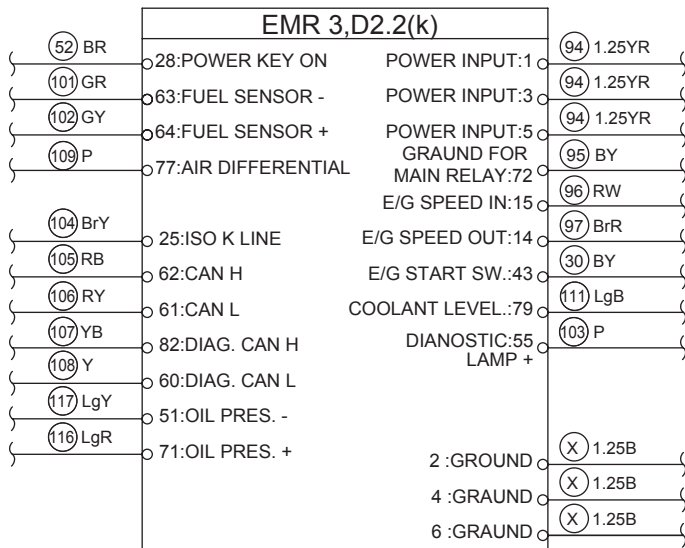 EMR 3,D2.2(k)
52 BR
28:POWER KEY ON
101 GR
63:FUEL SENSOR -
102 GY
64:FUEL SENSOR +
109 P
77:AIR DIFFERENTIAL
104 BrY
25:ISO K LINE
105 RB
62:CAN H
106 RY
61:CAN L
107 YB
82:DIAG. CAN H
108 Y
60:DIAG. CAN L
117 LgY
51:OIL PRES. -
116 LgR
71:OIL PRES. +
POWER INPUT:1
94 1.25YR
POWER INPUT:3
94 1.25YR
POWER INPUT:5
94 1.25YR
GRAUND FOR
MAIN RELAY:72
95 BY
E/G SPEED IN:15
96 RW
E/G SPEED OUT:14
97 BrR
E/G START SW.:43
30 BY
COOLANT LEVEL.:79
111 LgB
DIANOSTIC:55
LAMP +
103 P
2 :GROUND
X 1.25B
4 :GRAUND
X 1.25B
6 :GRAUND
X 1.25B